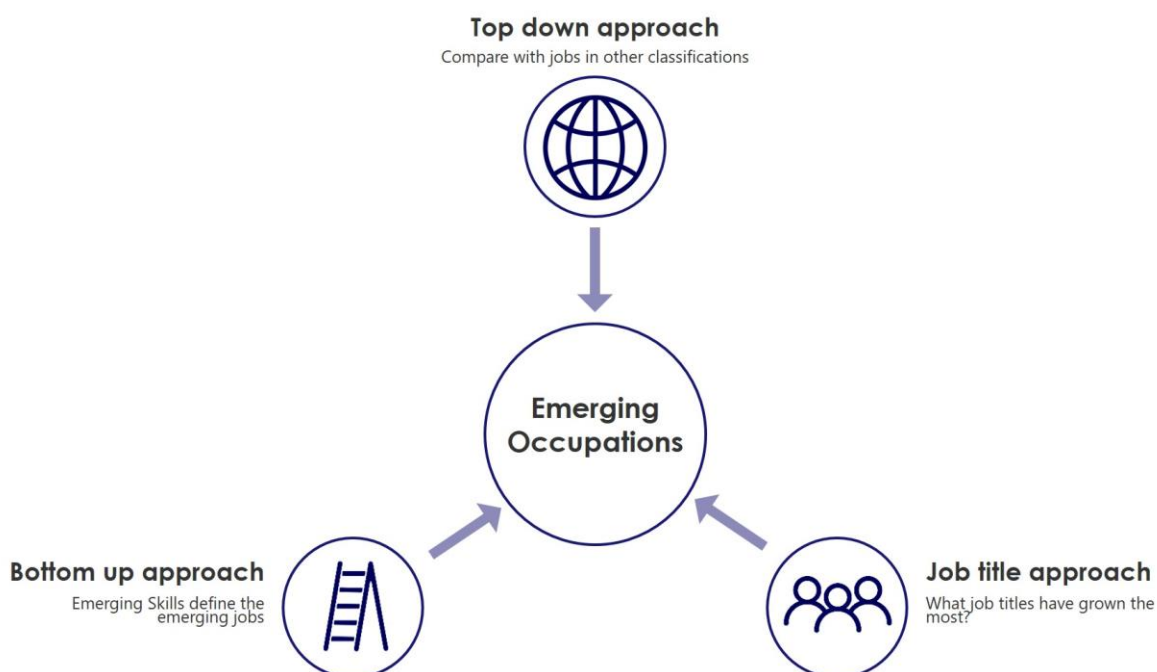 Top down approach
Compare with jobs in other classifications
Emerging
Occupations
Bottom up approach
Emerging Skills define the
emerging jobs
Job title approach
What job titles have grown the
most?